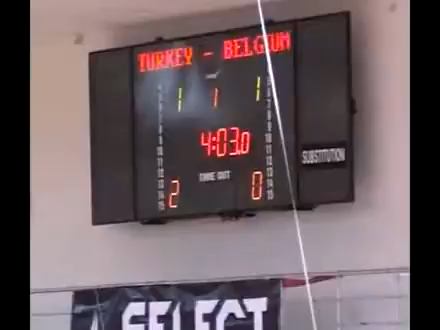 TURKEY - BELGIUM
1 1 1
4:03.0
SUBSTITUTION
TIME OUT
2 0
SELECT